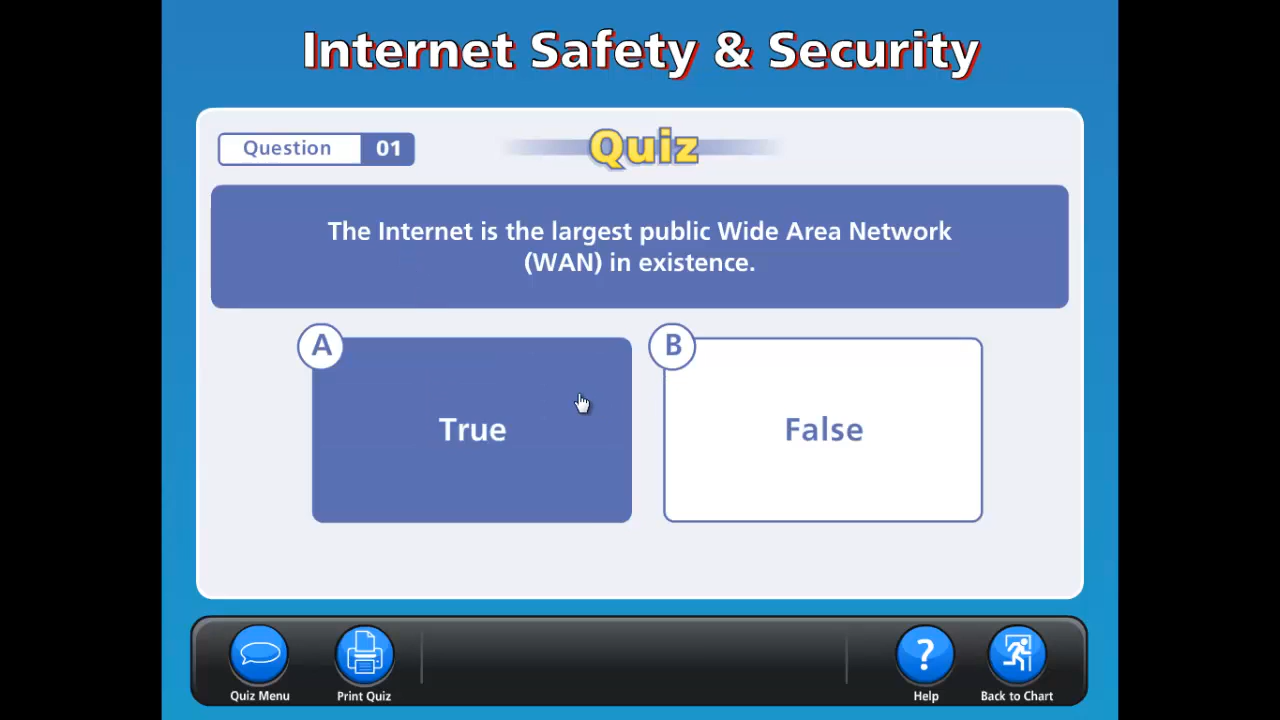 Internet Safety & Security
Question 01
Quiz
The Internet is the largest public Wide Area Network
(WAN) in existence.
A
True
B
False
Quiz Menu
Print Quiz
?
Help
Back to Chart